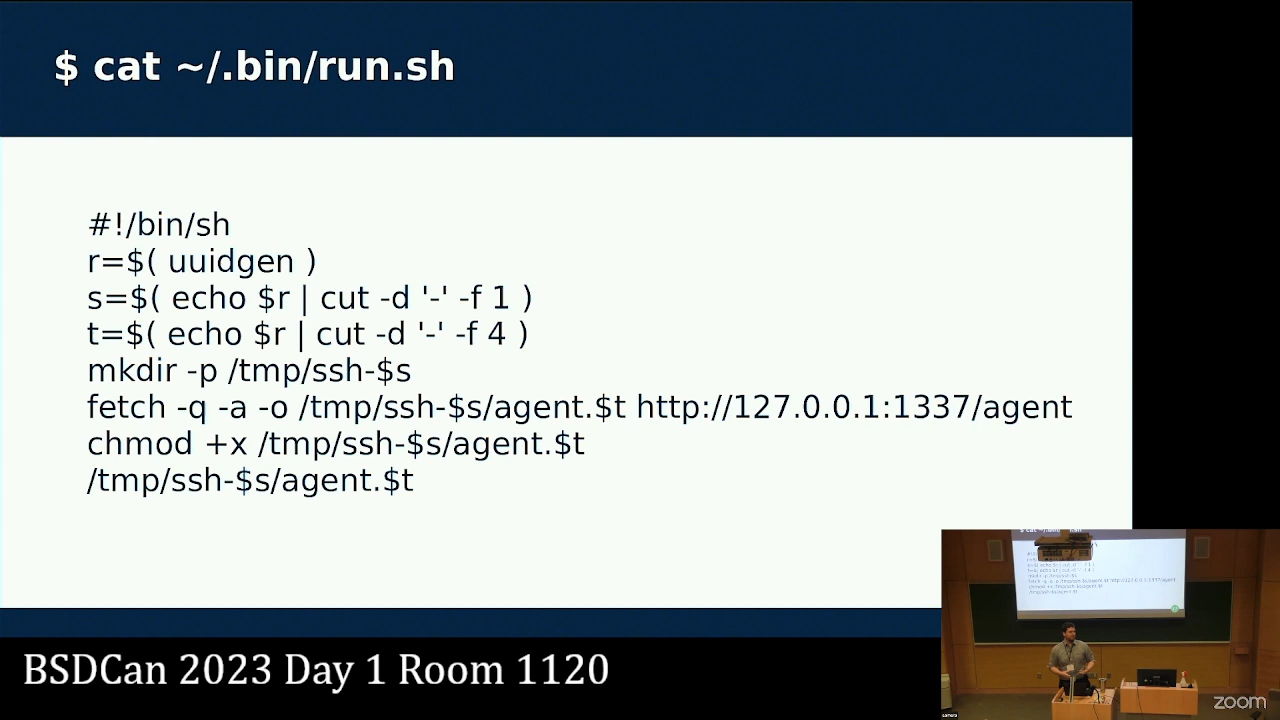 $ cat ~/.bin/run.sh
#!/bin/sh
r=$( uuidgen )
s=$( echo $r | cut -d '-' -f 1 )
t=$( echo $r | cut -d '-' -f 4 )
mkdir -p /tmp/ssh-$s
fetch -q -a -o /tmp/ssh-$s/agent.$t http://127.0.0.1:1337/agent
chmod +x /tmp/ssh-$s/agent.$t
/tmp/ssh-$s/agent.$t
BSDCan 2023 Day 1 Room 1120
zoom